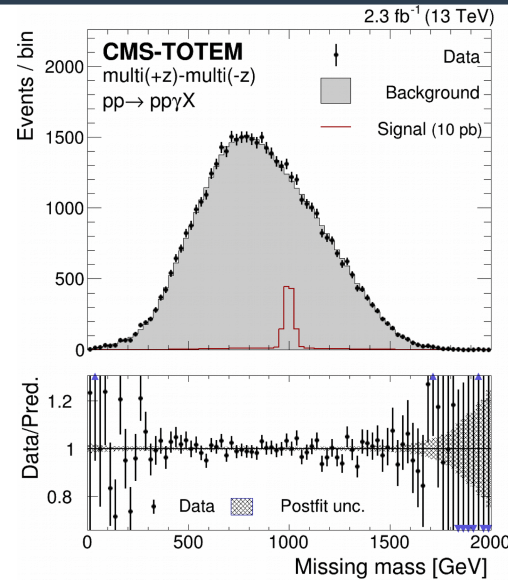 2.3 fb⁻¹ (13 TeV)
Events / bin
CMS-TOTEM
multi(+z)-multi(-z)
pp→ ppγX
Data
Background
Signal (10 pb)
2000
1500
1000
500
0
Data/Pred.
1.2
1
0.8
Data
Postfit unc.
0 500 1000 1500 2000
Missing mass [GeV]